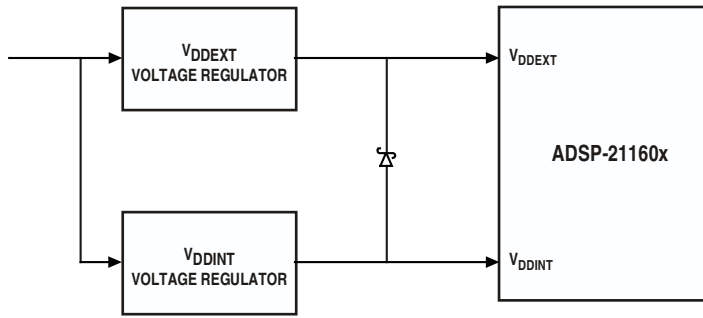 VDDEXT
VOLTAGE REGULATOR
VDDEXT
ADSP-21160x
VDDINT
VOLTAGE REGULATOR
VDDINT